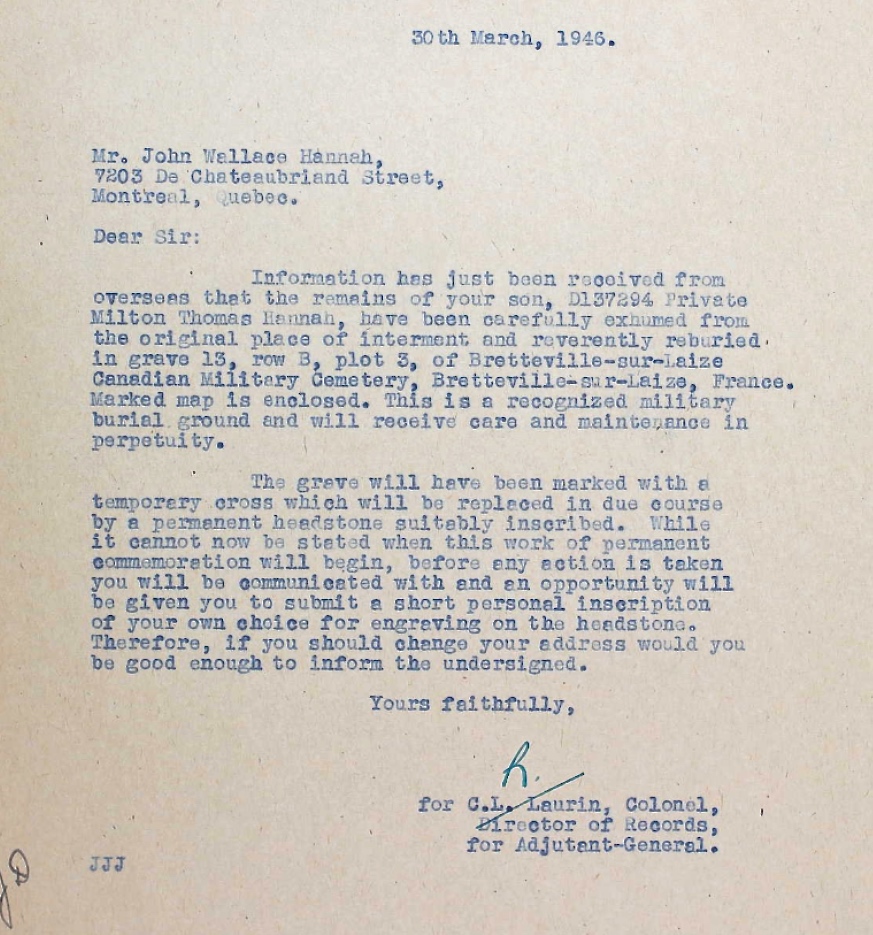 30th March, 1946.
Mr. John Wallace Hannah,
7203 De Chateaubriand Street,
Montreal, Quebec.
Dear Sir:
Information has just been received from
overseas that the remains of your son, D137294 Private
Milton Thomas Hannah, have been carefully exhumed from
the original place of interment and reverently reburied
in grave 13, row B, plot 3, of Bretteville-sur-Laize
Canadian Military Cemetery, Bretteville-sur-Laize, France.
Marked map is enclosed. This is a recognized military
burial ground and will receive care and maintenance in
perpetuity.
The grave will have been marked with a
temporary cross which will be replaced in due course
by a permanent headstone suitably inscribed. While
it cannot now be stated when this work of permanent
commemoration will begin, before any action is taken
you will be communicated with and an opportunity will
be given you to submit a short personal inscription
of your own choice for engraving on the headstone.
Therefore, if you should change your address would you
be good enough to inform the undersigned.
Yours faithfully,
for C.L. Laurin, Colonel,
Director of Records,
for Adjutant-General.
JJJ